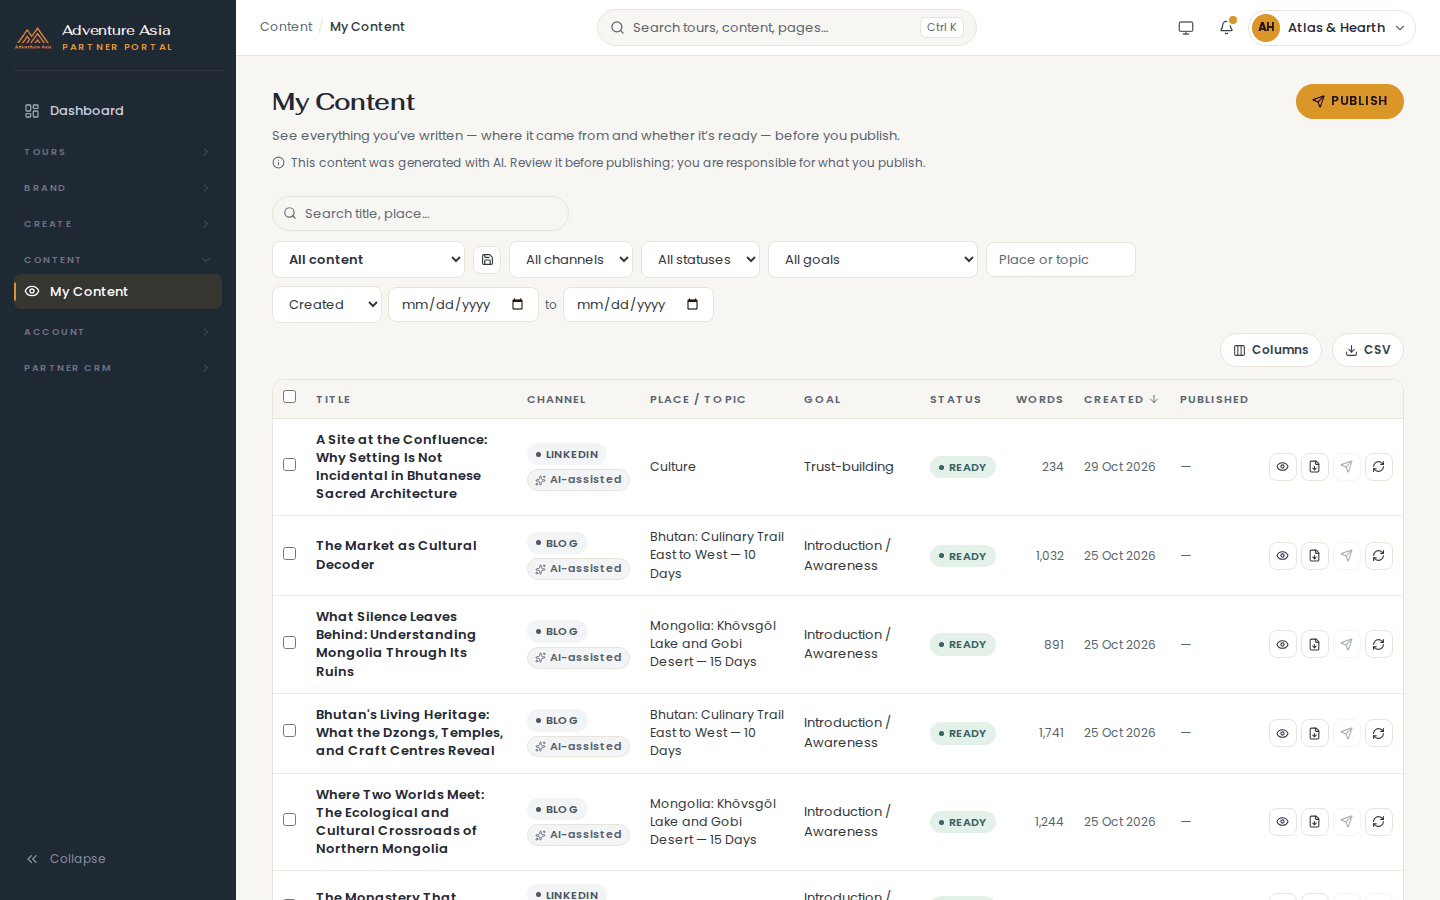 Adventure Asia
Adventure Asia
PARTNER PORTAL
Dashboard
TOURS
BRAND
CREATE
CONTENT
My Content
ACCOUNT
PARTNER CRM
Collapse
Content / My Content
Search tours, content, pages...
Ctrl K
AH
Atlas & Hearth
My Content
PUBLISH
See everything you've written — where it came from and whether it's ready — before you publish.
This content was generated with AI. Review it before publishing; you are responsible for what you publish.
Search title, place...
All content
All channels
All statuses
All goals
Place or topic
Created
mm/dd/yyyy
to
mm/dd/yyyy
Columns
CSV
TITLE
CHANNEL
PLACE / TOPIC
GOAL
STATUS
WORDS
CREATED
PUBLISHED
A Site at the Confluence:
Why Setting Is Not
Incidental in Bhutanese
Sacred Architecture
LINKEDIN
AI-assisted
Culture
Trust-building
READY
234
29 Oct 2026
—
The Market as Cultural
Decoder
BLOG
AI-assisted
Bhutan: Culinary Trail
East to West — 10
Days
Introduction /
Awareness
READY
1,032
25 Oct 2026
—
What Silence Leaves
Behind: Understanding
Mongolia Through Its
Ruins
BLOG
AI-assisted
Mongolia: Khövsgöl
Lake and Gobi
Desert — 15 Days
Introduction /
Awareness
READY
891
25 Oct 2026
—
Bhutan's Living Heritage:
What the Dzongs, Temples,
and Craft Centres Reveal
BLOG
AI-assisted
Bhutan: Culinary Trail
East to West — 10
Days
Introduction /
Awareness
READY
1,741
25 Oct 2026
—
Where Two Worlds Meet:
The Ecological and
Cultural Crossroads of
Northern Mongolia
BLOG
AI-assisted
Mongolia: Khövsgöl
Lake and Gobi
Desert — 15 Days
Introduction /
Awareness
READY
1,244
25 Oct 2026
—
The Monastery That
LINKEDIN
Introduction /